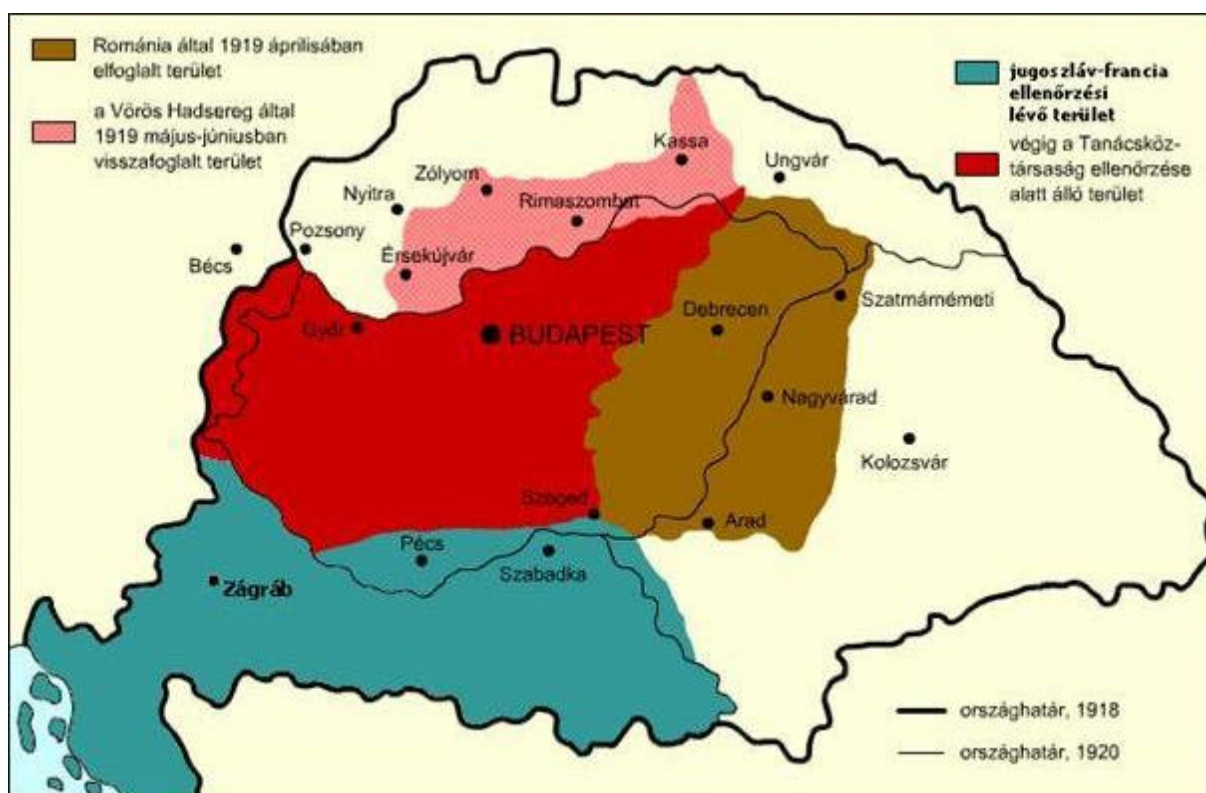 Románia által 1919 áprilisában
elfoglalt terület
a Vörös Hadsereg által
1919 május-júniusban
visszafoglalt terület
jugoszláv-francia
ellenőrzési
lévő terület
végig a Tanácsköz-
társaság ellenőrzése
alatt álló terület
Kassa
Ungvár
Zólyom
Nyitra
Rimaszombat
Pozsony
Bécs
Érsekújvár
Szatmárnémeti
Debrecen
Győr
BUDAPEST
Nagyvárad
Kolozsvár
Szeged
Arad
Pécs
Szabadka
Zágráb
országhatár, 1918
országhatár, 1920